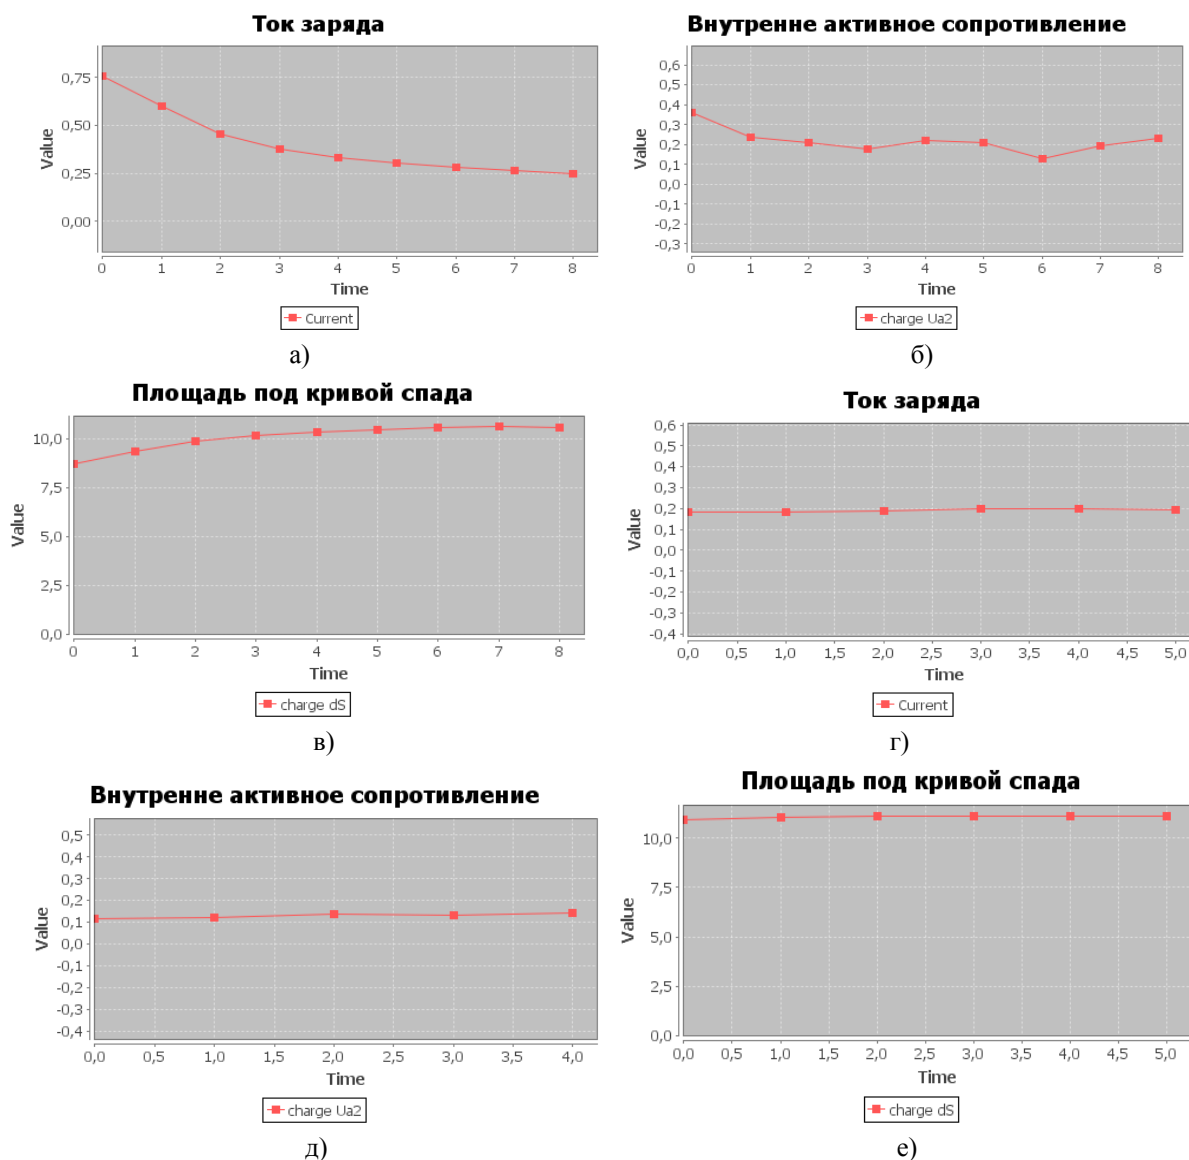 Ток заряда
Value
0,75
0,50
0,25
0,00
0 1 2 3 4 5 6 7 8
Time
Current
а)
Внутренне активное сопротивление
Value
0,6
0,5
0,4
0,3
0,2
0,1
0,0
-0,1
-0,2
-0,3
0 1 2 3 4 5 6 7 8
Time
charge Ua2
б)
Площадь под кривой спада
Value
10,0
7,5
5,0
2,5
0,0
0 1 2 3 4 5 6 7 8
Time
charge dS
в)
Ток заряда
Value
0,6
0,5
0,4
0,3
0,2
0,1
0,0
-0,1
-0,2
-0,3
-0,4
0,0 0,5 1,0 1,5 2,0 2,5 3,0 3,5 4,0 4,5 5,0
Time
Current
г)
Внутренне активное сопротивление
Value
0,5
0,4
0,3
0,2
0,1
0,0
-0,1
-0,2
-0,3
-0,4
0,0 0,5 1,0 1,5 2,0 2,5 3,0 3,5 4,0
Time
charge Ua2
д)
Площадь под кривой спада
Value
10,0
7,5
5,0
2,5
0,0
0,0 0,5 1,0 1,5 2,0 2,5 3,0 3,5 4,0 4,5 5,0
Time
charge dS
е)